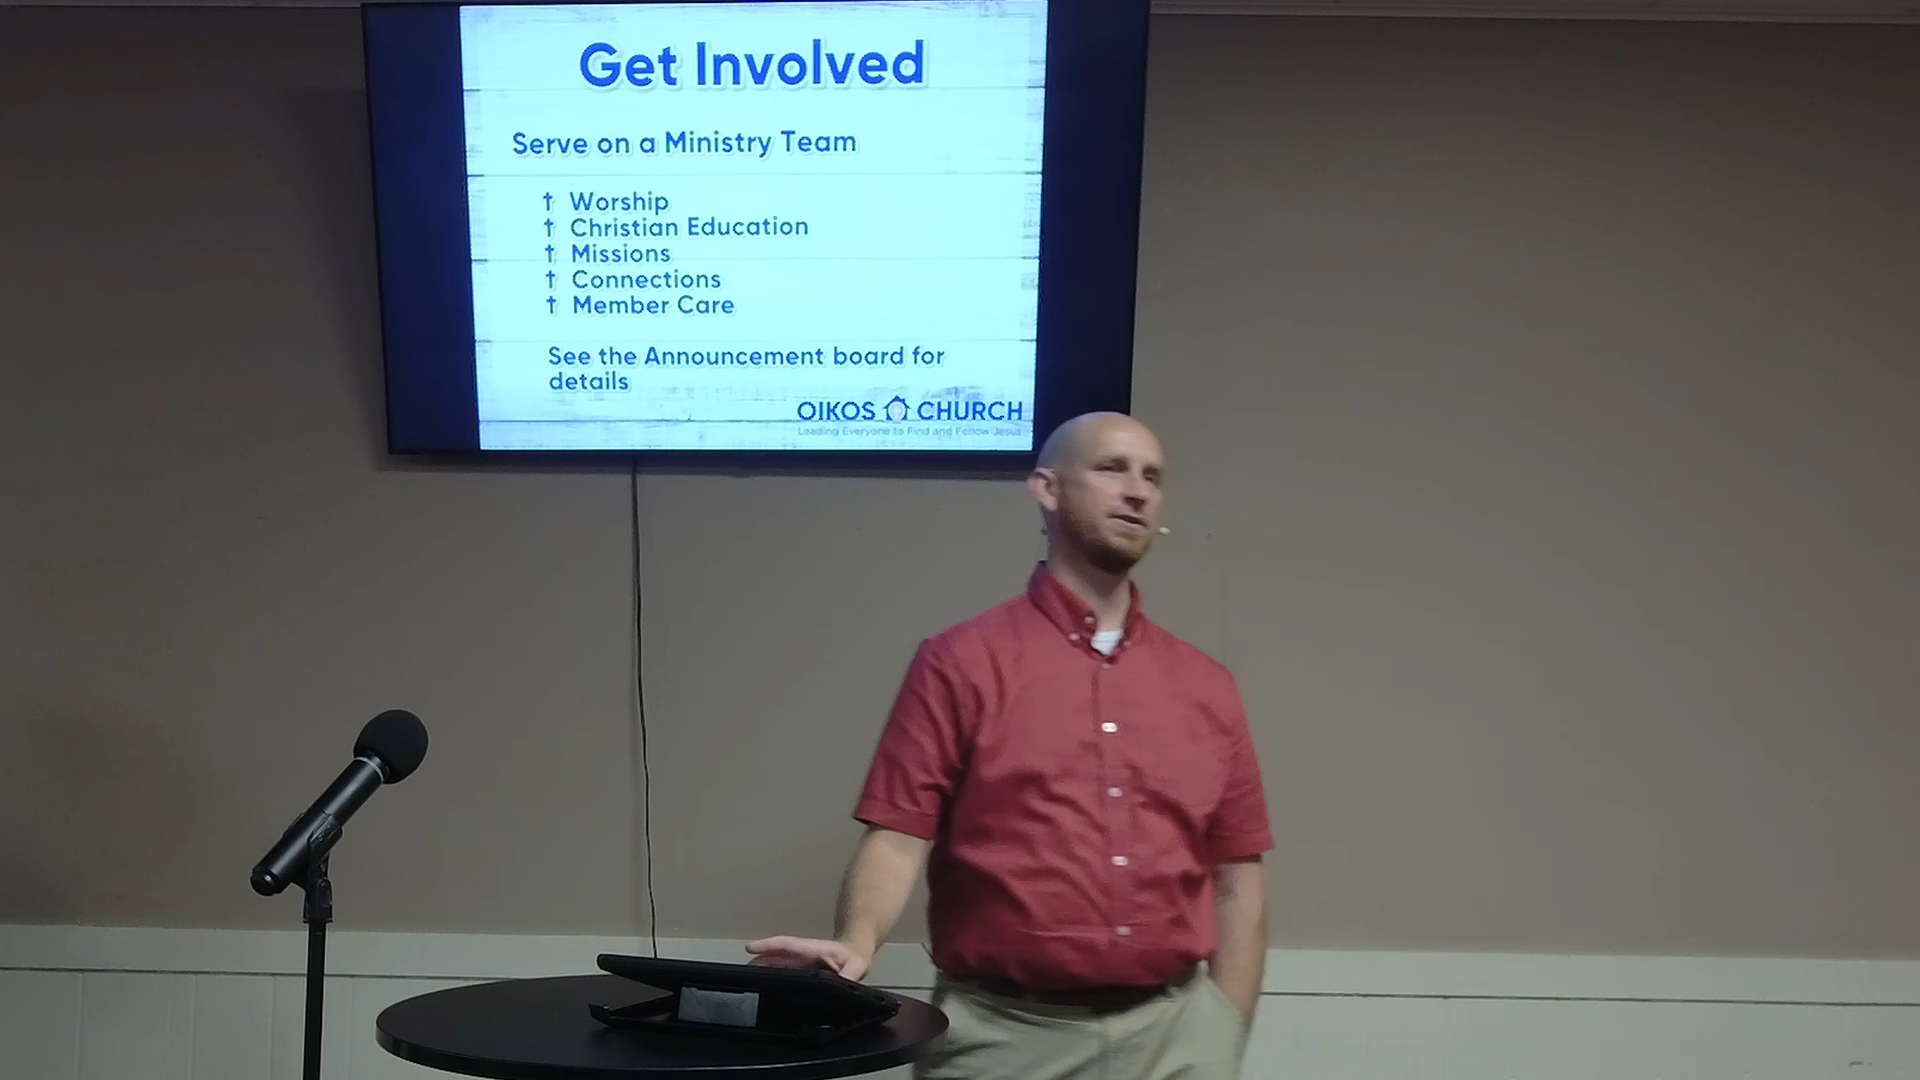 Get Involved
Serve on a Ministry Team
† Worship
† Christian Education
† Missions
† Connections
† Member Care
See the Announcement board for
details
OIKOS CHURCH
Leading Everyone to Find and Follow Jesus